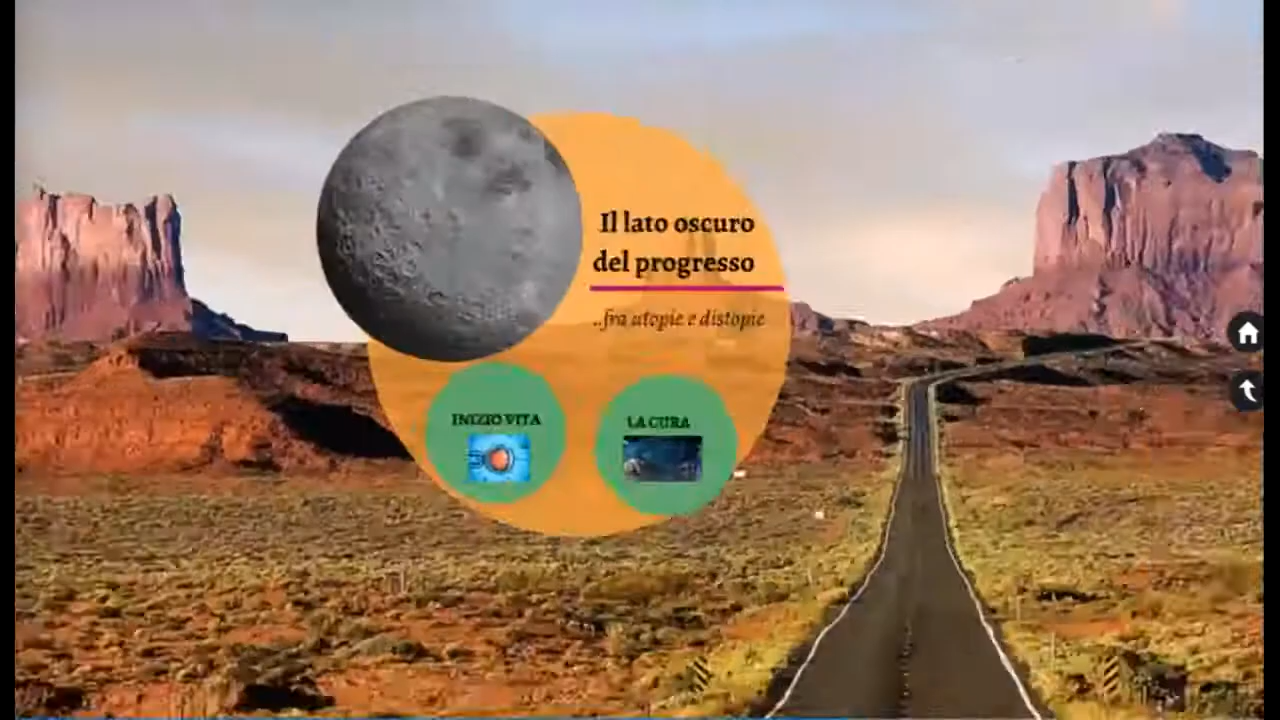 Il lato oscuro
del progresso
..fra utopie e distopie
INIZIO VITA
LA CURA